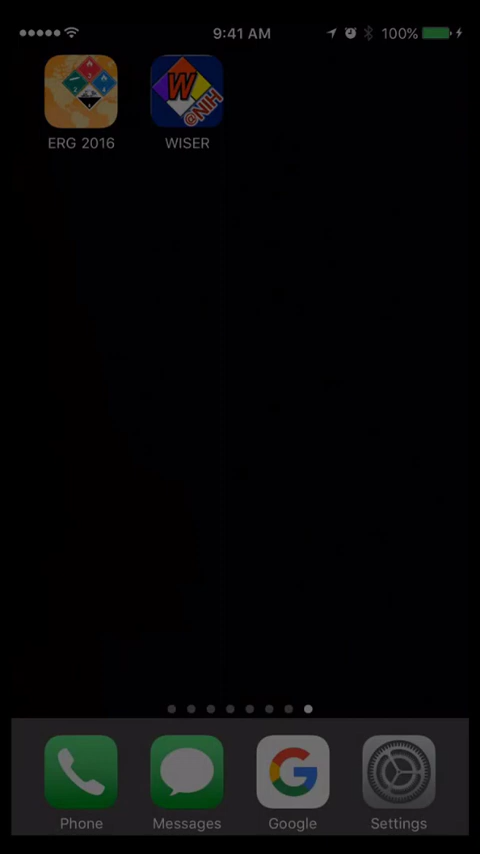 9:41 AM 100%
W
@NIH
ERG 2016 WISER
Phone Messages Google Settings